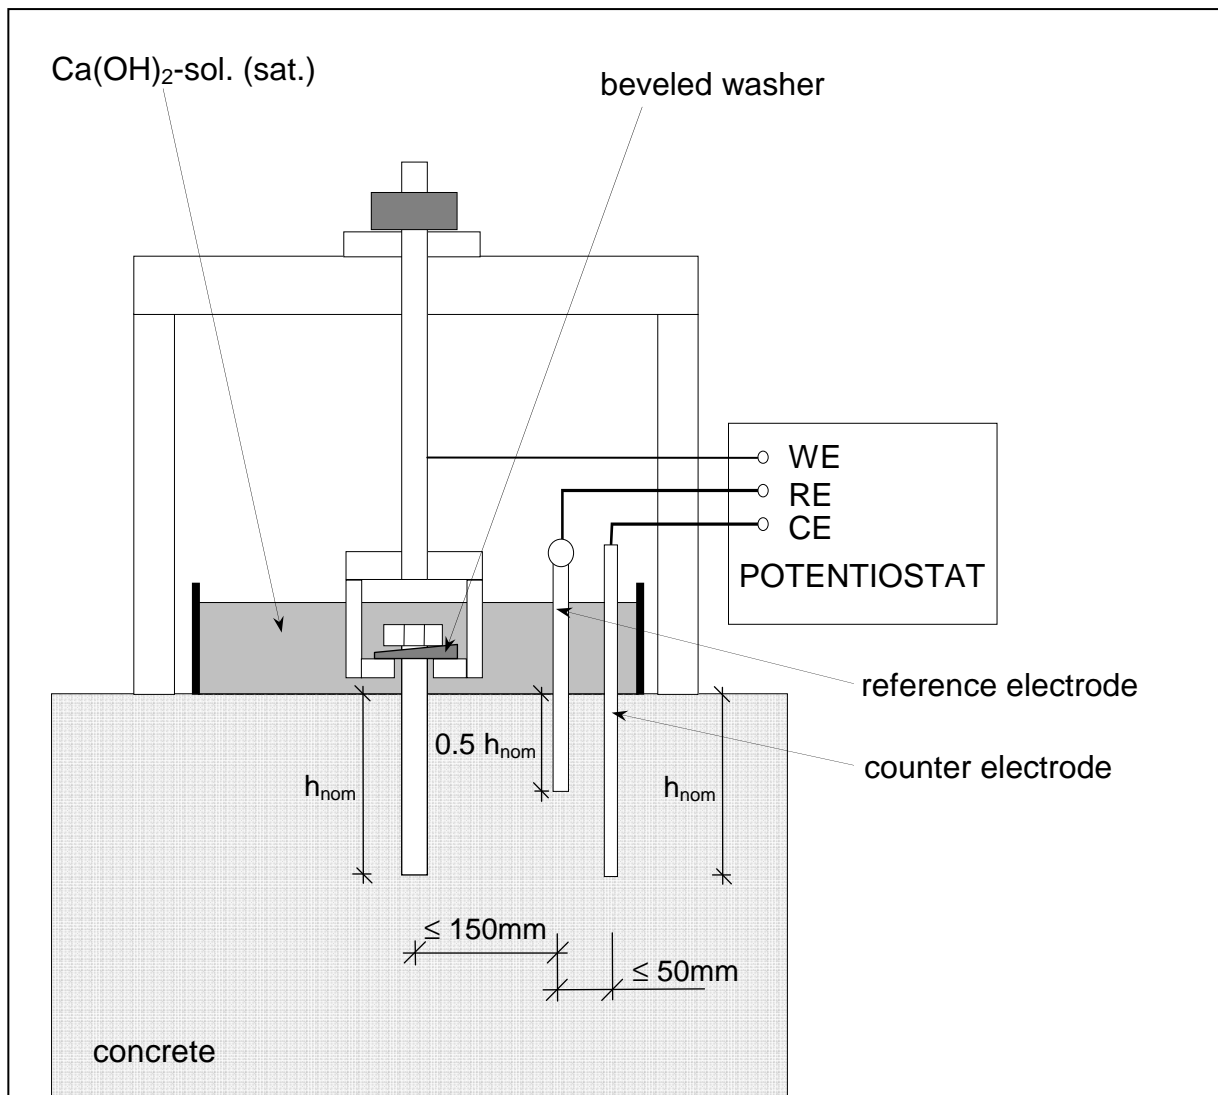 Ca(OH)₂-sol. (sat.)
beveled washer
WE
RE
CE
POTENTIOSTAT
reference electrode
0.5 hₙₒₘ
counter electrode
hₙₒₘ
hₙₒₘ
≤ 150mm
≤ 50mm
concrete